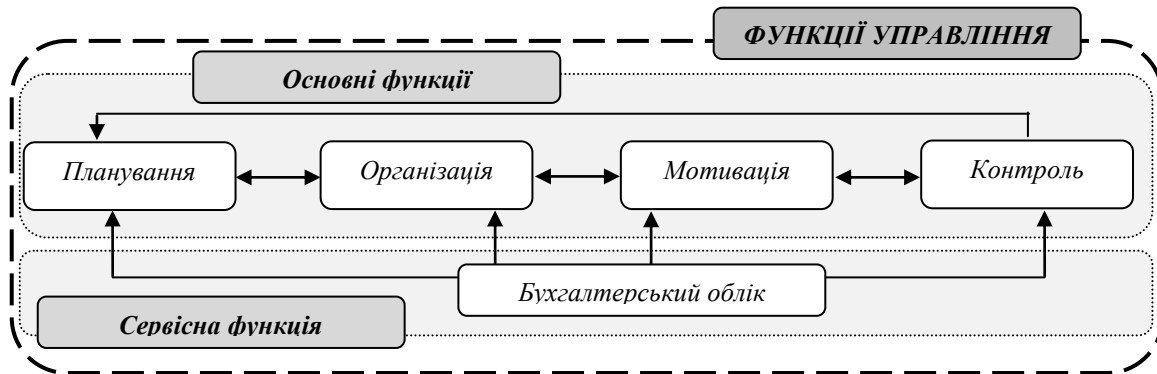 ФУНКЦІЇ УПРАВЛІННЯ
Основні функції
Планування
Організація
Мотивація
Контроль
Бухгалтерський облік
Сервісна функція